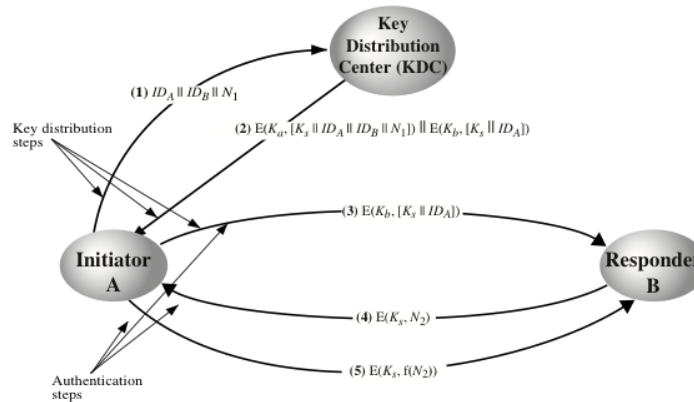 Key
Distribution
Center (KDC)
(1) ID_A || ID_B || N_1
(2) E(K_a, [K_s || ID_A || ID_B || N_1]) || E(K_b, [K_s || ID_A])
Key distribution
steps
(3) E(K_b, [K_s || ID_A])
Initiator
A
Responder
B
(4) E(K_s, N_2)
(5) E(K_s, f(N_2))
Authentication
steps